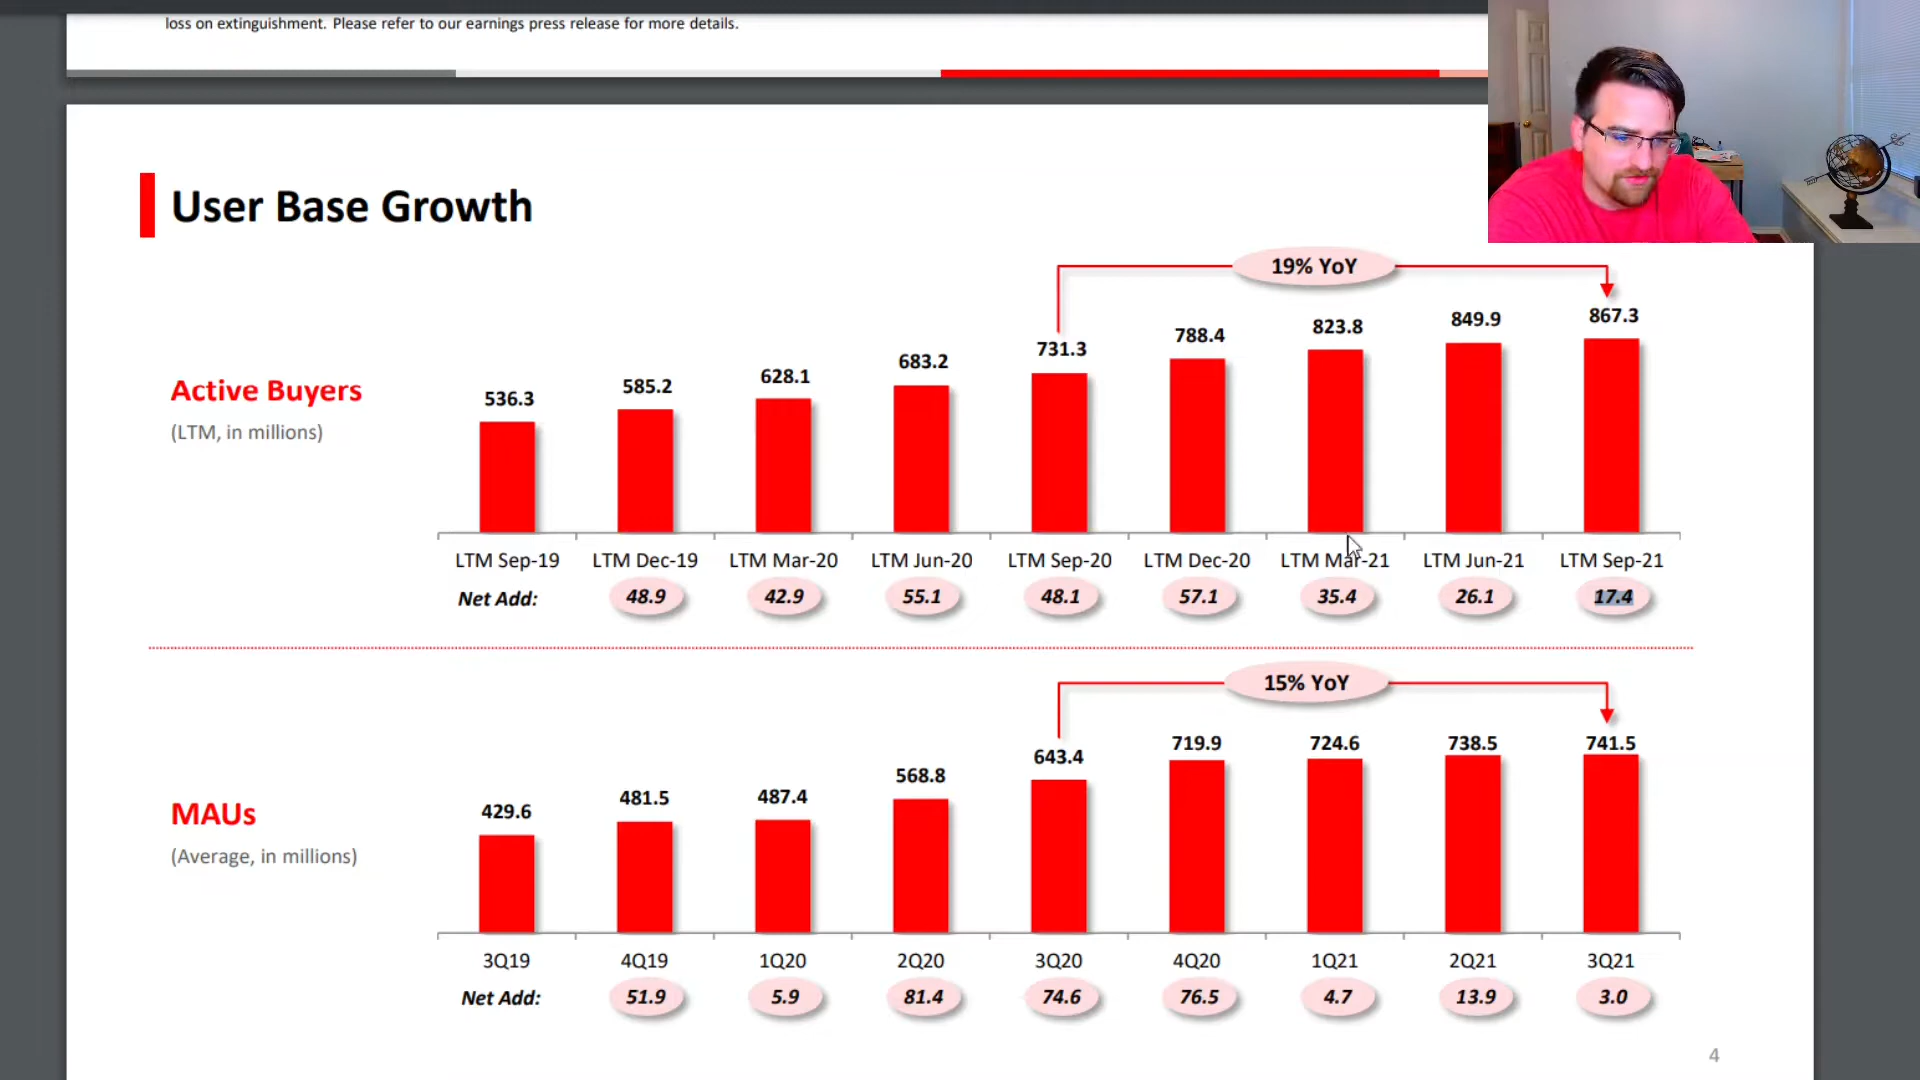 loss on extinguishment. Please refer to our earnings press release for more details.
User Base Growth
19% YoY
Active Buyers
(LTM, in millions)
536.3 585.2 628.1 683.2 731.3 788.4 823.8 849.9 867.3
LTM Sep-19 LTM Dec-19 LTM Mar-20 LTM Jun-20 LTM Sep-20 LTM Dec-20 LTM Mar-21 LTM Jun-21 LTM Sep-21
Net Add: 48.9 42.9 55.1 48.1 57.1 35.4 26.1 17.4
15% YoY
MAUs
(Average, in millions)
429.6 481.5 487.4 568.8 643.4 719.9 724.6 738.5 741.5
3Q19 4Q19 1Q20 2Q20 3Q20 4Q20 1Q21 2Q21 3Q21
Net Add: 51.9 5.9 81.4 74.6 76.5 4.7 13.9 3.0
4